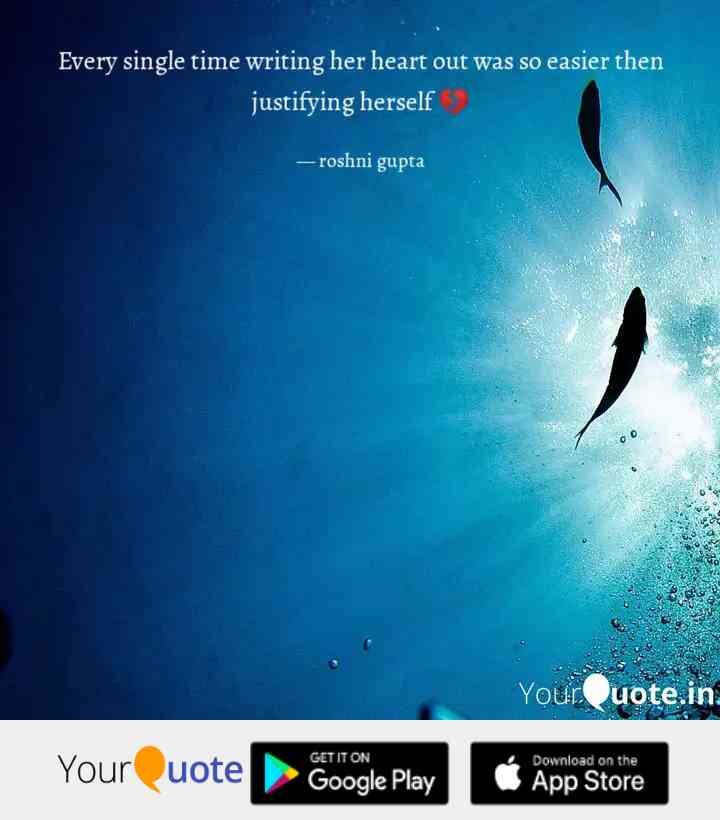 Every single time writing her heart out was so easier then
justifying herself 💔
— roshni gupta
YourQuote.in
YourQuote
GET IT ON
Google Play
Download on the
App Store